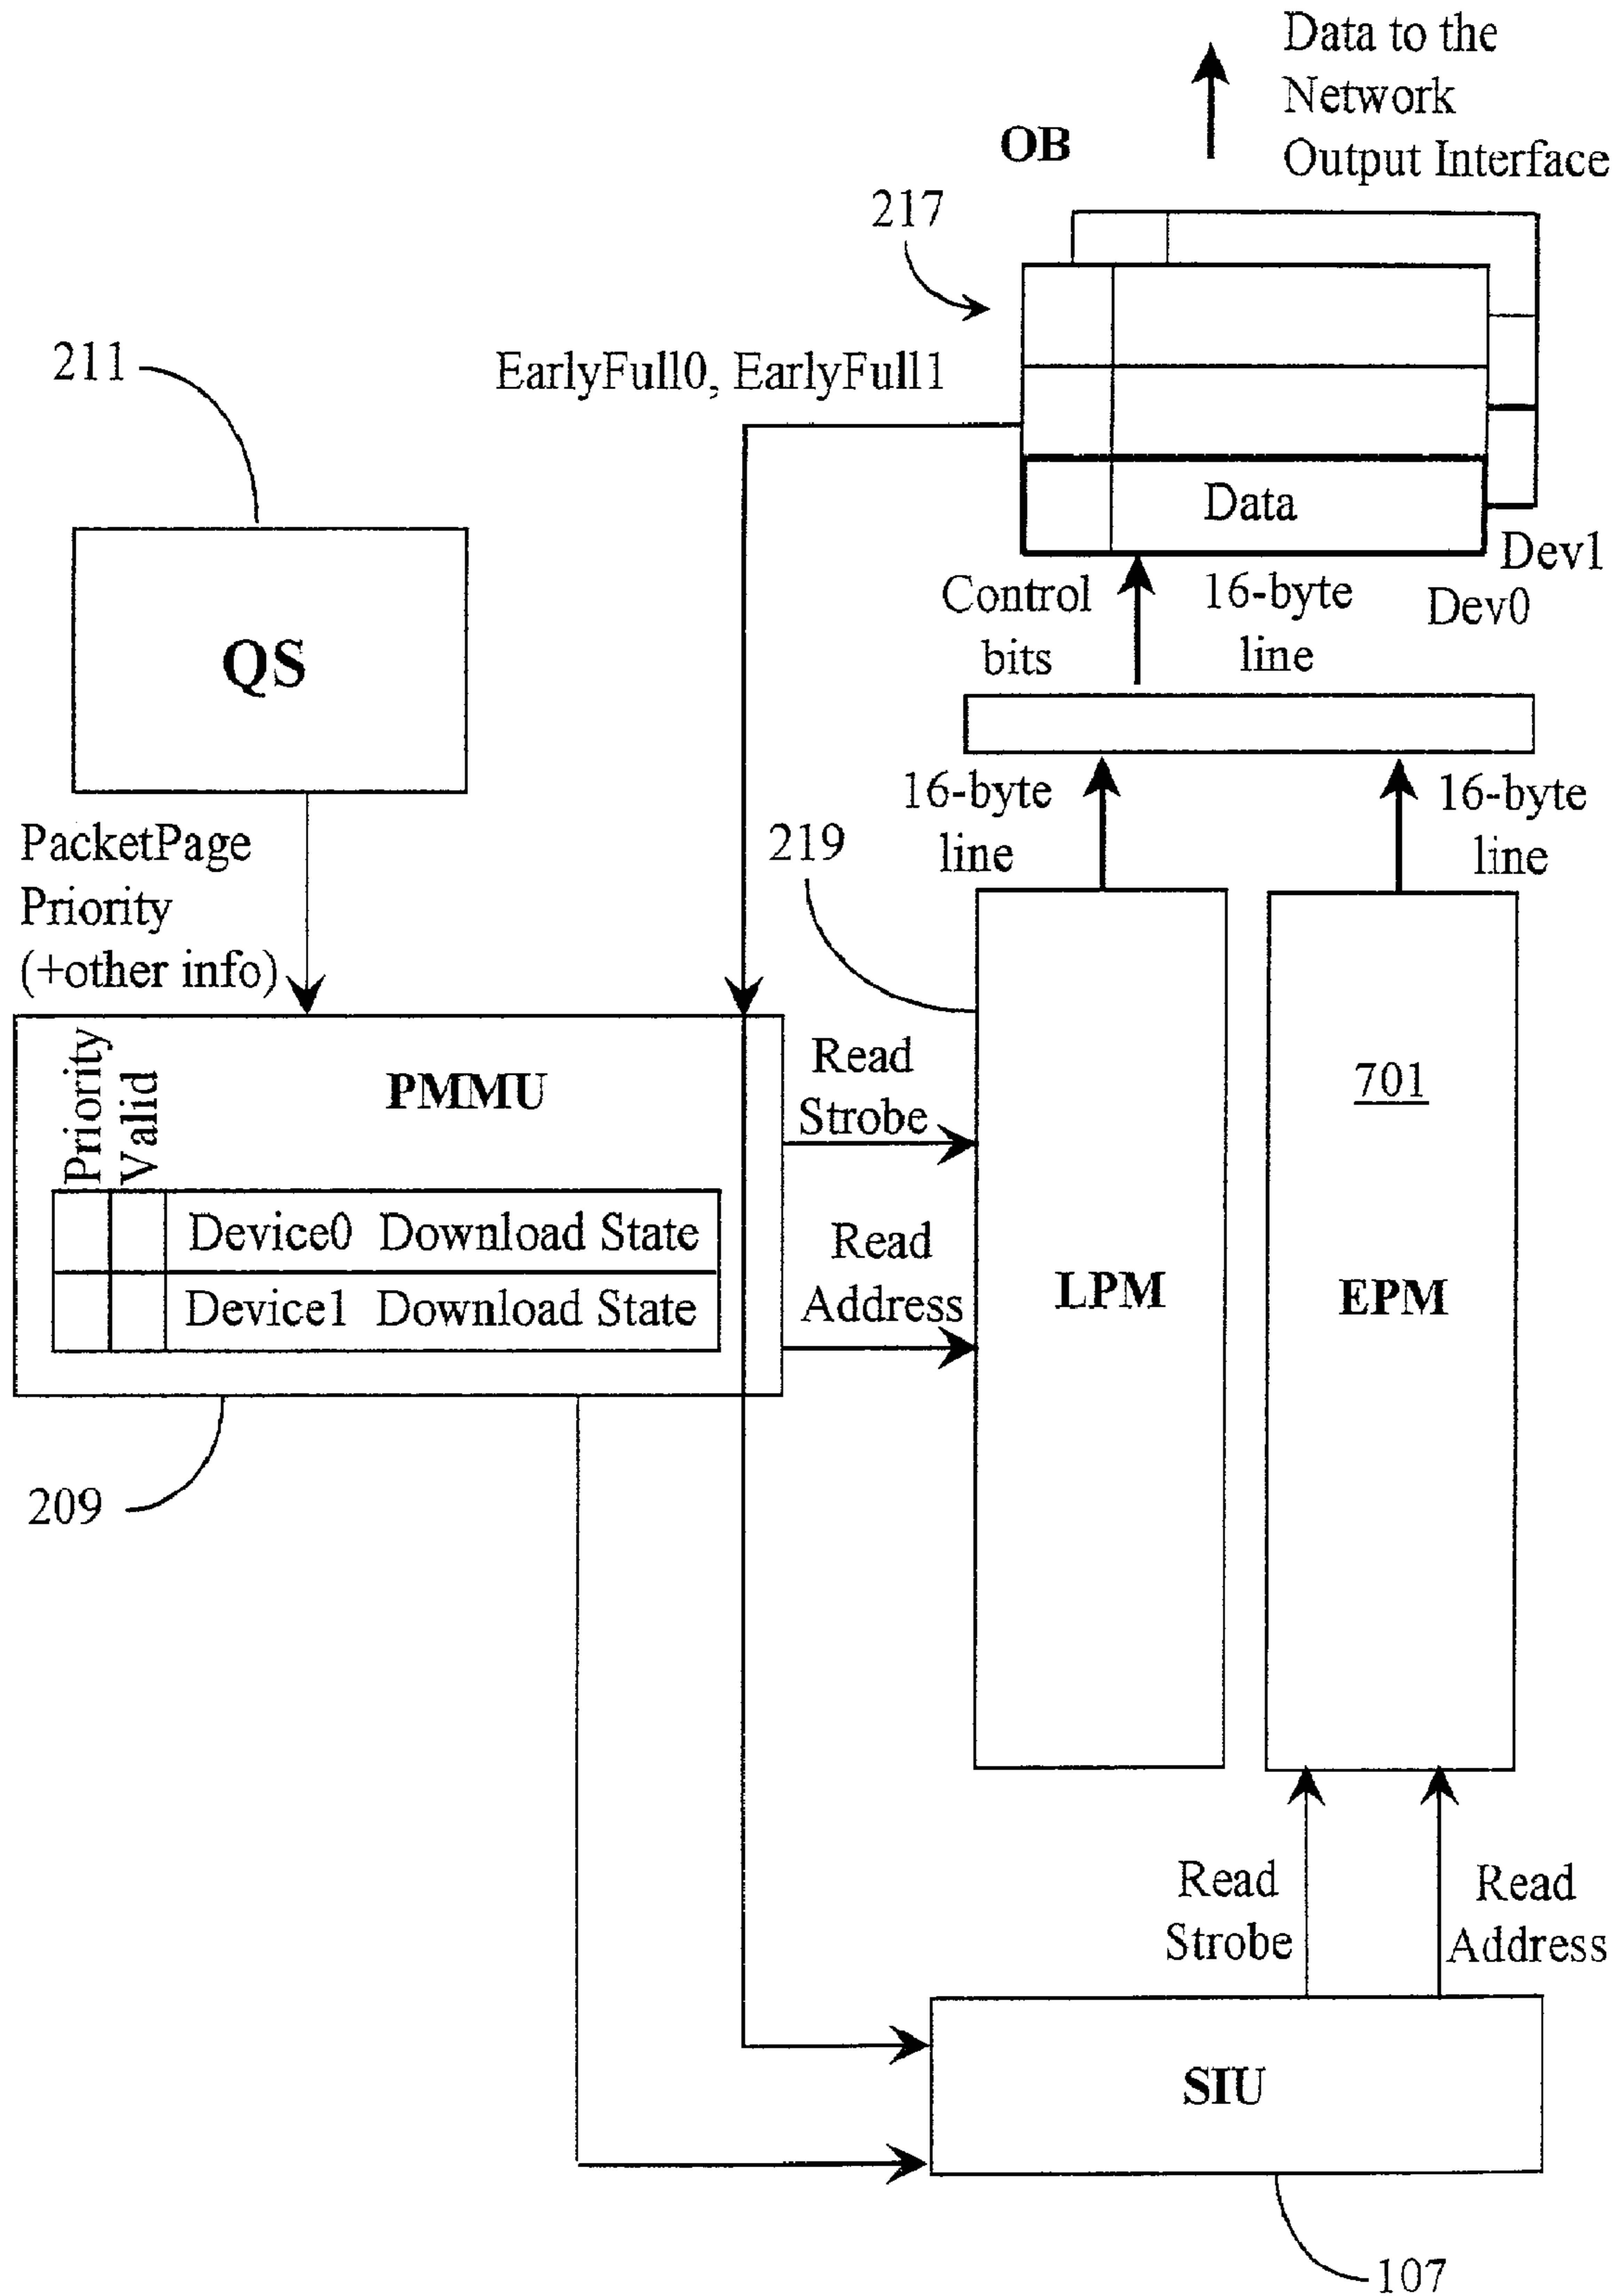 Data to the
Network
Output Interface
OB
217
211
EarlyFull0, EarlyFull1
Data
Dev1
Dev0
Control
bits
16-byte
line
QS
16-byte
line
16-byte
line
PacketPage
Priority
(+other info)
219
Priority
Valid
PMMU
Read
Strobe
701
Device0 Download State
Device1 Download State
Read
Address
LPM
EPM
209
Read
Strobe
Read
Address
SIU
107